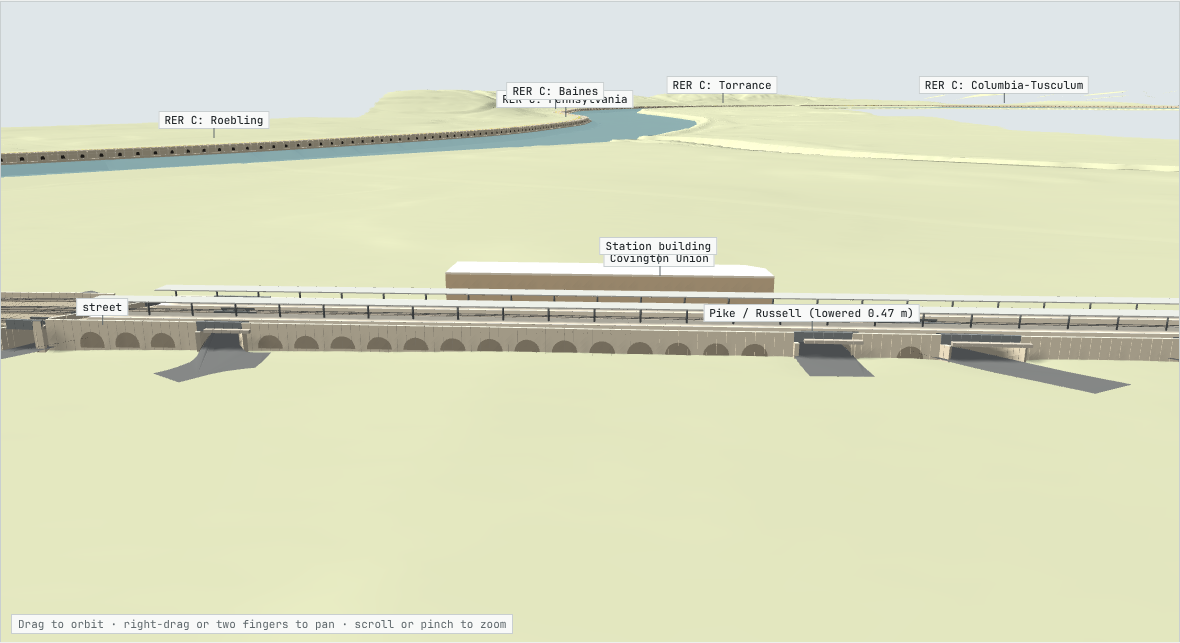 RER C: Torrance
RER C: Columbia-Tusculum
RER C: Baines
RER C: Pennsylvania
RER C: Roebling
Station building
Covington Union
street
Pike / Russell (lowered 0.47 m)
Drag to orbit · right-drag or two fingers to pan · scroll or pinch to zoom